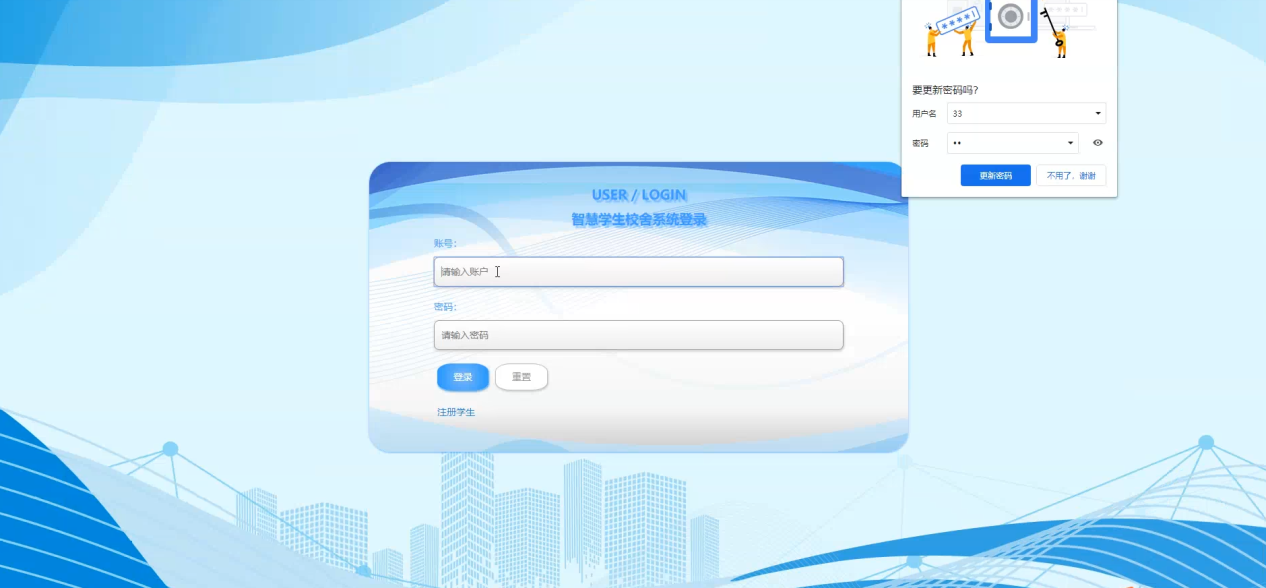 要更新密码吗?
用户名 33
密码 ••
更新密码 不用了，谢谢
USER / LOGIN
智慧学生校舍系统登录
账号:
请输入账户
密码:
请输入密码
登录 重置
注册学生